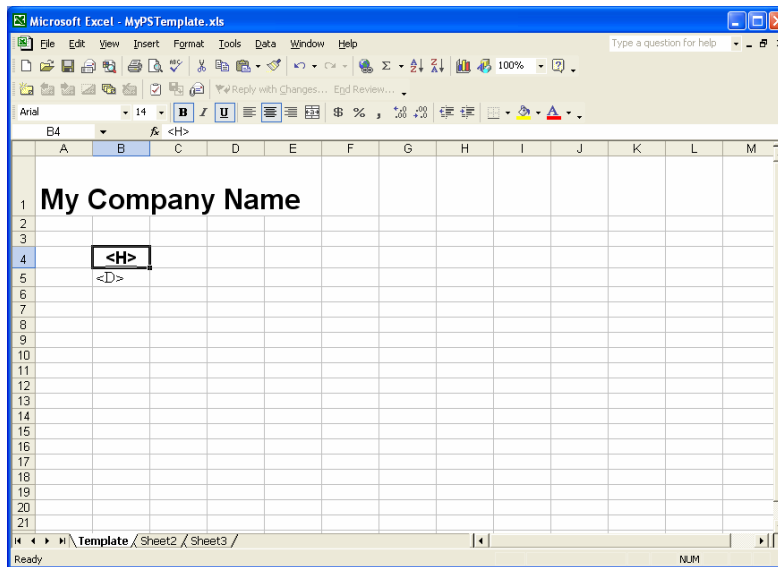 Microsoft Excel - MyPSTemplate.xls
File Edit View Insert Format Tools Data Window Help Type a question for help
100%
Reply with Changes... End Review...
Arial 14 B I U $ % ,
B4 fx <H>
A B C D E F G H I J K L M
1 My Company Name
2
3
4 <H>
5 <D>
6
7
8
9
10
11
12
13
14
15
16
17
18
19
20
21
Template Sheet2 Sheet3
Ready NUM